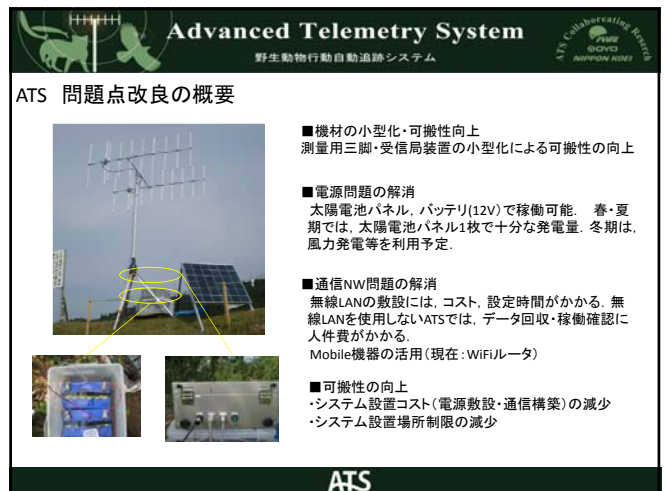 Advanced Telemetry System
野生動物行動自動追跡システム
ATS Collaborating Research
GOYO
NIPPON KOEI
ATS 問題点改良の概要
■機材の小型化・可搬性向上
測量用三脚・受信局装置の小型化による可搬性の向上
■電源問題の解消
太陽電池パネル，バッテリ(12V)で稼働可能． 春・夏
期では，太陽電池パネル1枚で十分な発電量．冬期は，
風力発電等を利用予定．
■通信NW問題の解消
無線LANの敷設には，コスト，設定時間がかかる．無
線LANを使用しないATSでは，データ回収・稼働確認に
人件費がかかる．
Mobile機器の活用（現在：WiFiルータ）
■可搬性の向上
・システム設置コスト（電源敷設・通信構築）の減少
・システム設置場所制限の減少
ATS